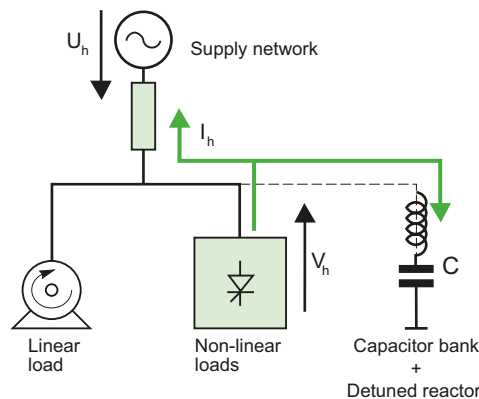 U h
Supply network
I h
V h
C
Linear
load
Non-linear
loads
Capacitor bank
+
Detuned reactor